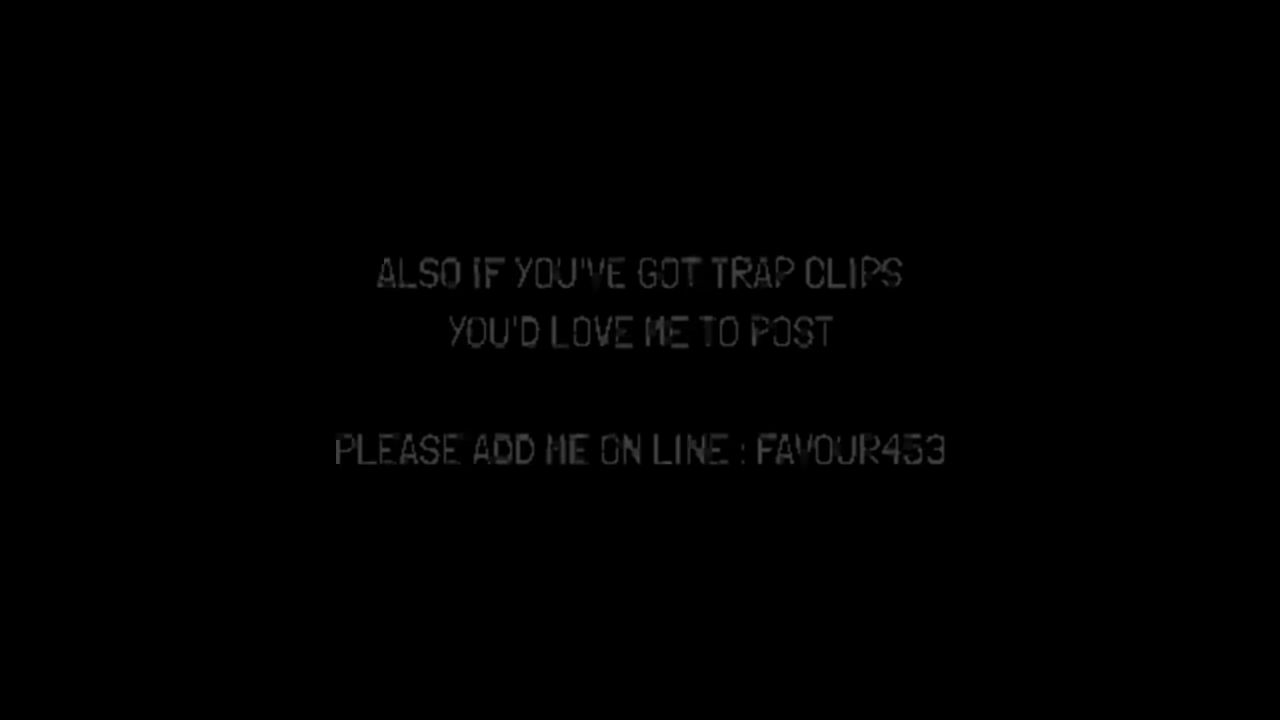 ALSO IF YOU'VE GOT TRAP CLIPS
YOU'D LOVE ME TO POST
PLEASE ADD ME ON LINE : FAVOUR453